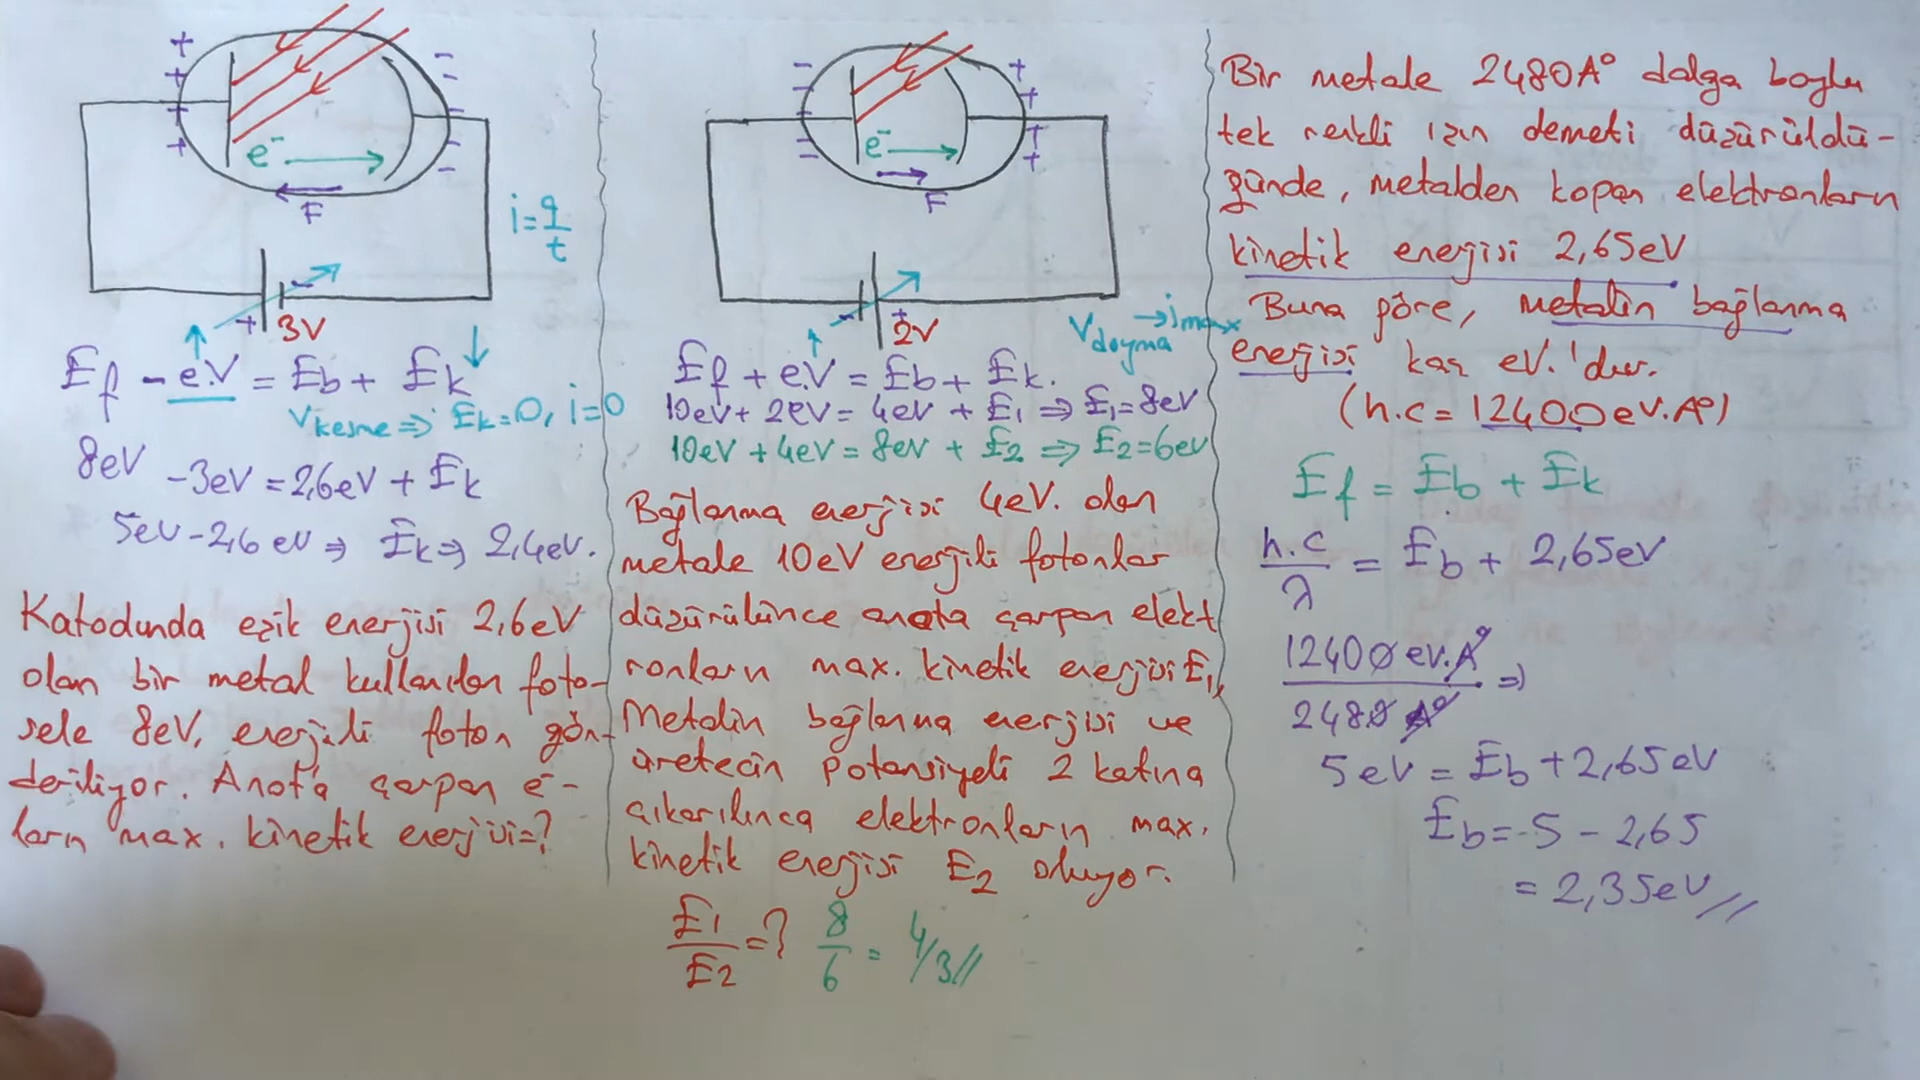 + + + + - - - -
e⁻
F
i = q/t
+ 3V -
Ef - e.V = Eb + Ek
Vkesme ⇒ Ek=0, i=0
8eV - 3eV = 2,6eV + Ek
5eV - 2,6 eV ⇒ Ek ⇒ 2,4eV.
Katodunda eşik enerjisi 2,6eV
olan bir metal kullanılan foto-
sele 8eV, enerjili foton gön-
deriliyor. Anot'a çarpan e⁻-
ların max. kinetik enerjisi=?
- - - - + + + +
e⁻
F
- + 2V
Vdoyma → imax
Ef + e.V = Eb + Ek.
10eV + 2eV = 4eV + E1 ⇒ E1 = 8eV
10eV + 4eV = 8eV + E2 ⇒ E2 = 6eV
Bağlanma enerjisi 4eV. olan
metale 10eV enerjili fotonlar
düşürülünce anota çarpan elekt
ronların max. kinetik enerjisi E1,
Metalin bağlanma enerjisi ve
üretecin potansiyeli 2 katına
çıkarılınca elektronların max.
kinetik enerjisi E2 oluyor.
E1/E2 = ? 8/6 = 4/3//
Bir metale 2480A° dalga boylu
tek renkli ışın demeti düşürüldü-
ğünde, metalden kopan elektronların
kinetik enerjisi 2,65eV
Buna göre, metalin bağlanma
enerjisi kaç eV.'dur.
(h.c = 12400eV.A°)
Ef = Eb + Ek
h.c/λ = Eb + 2,65eV
12400 eV.A°/2480 A° ⇒
5eV = Eb + 2,65eV
Eb = 5 - 2,65
= 2,35eV//